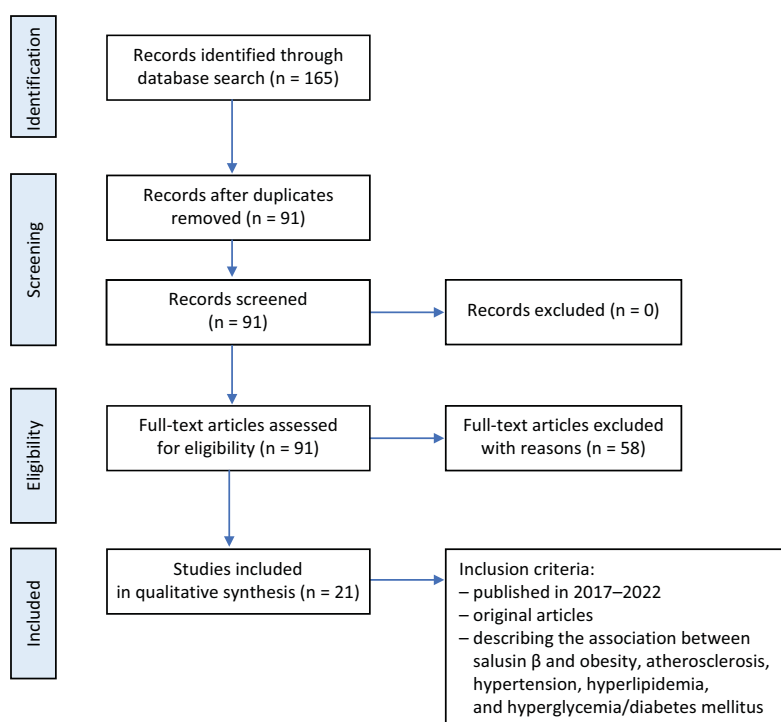 Identification
Records identified through
database search (n = 165)
Screening
Records after duplicates
removed (n = 91)
Records screened
(n = 91)
Records excluded (n = 0)
Eligibility
Full-text articles assessed
for eligibility (n = 91)
Full-text articles excluded
with reasons (n = 58)
Included
Studies included
in qualitative synthesis (n = 21)
Inclusion criteria:
– published in 2017–2022
– original articles
– describing the association between
salusin β and obesity, atherosclerosis,
hypertension, hyperlipidemia,
and hyperglycemia/diabetes mellitus